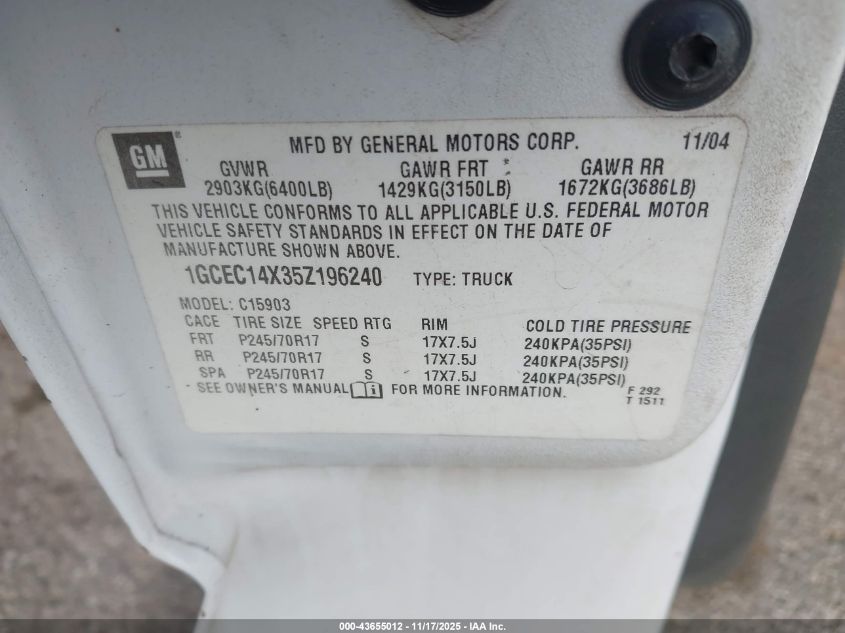 GM ® MFD BY GENERAL MOTORS CORP. 11/04
GVWR GAWR FRT GAWR RR
2903KG(6400LB) 1429KG(3150LB) 1672KG(3686LB)
THIS VEHICLE CONFORMS TO ALL APPLICABLE U.S. FEDERAL MOTOR
VEHICLE SAFETY STANDARDS IN EFFECT ON THE DATE OF
MANUFACTURE SHOWN ABOVE.
1GCEC14X35Z196240 TYPE: TRUCK
MODEL: C15903
CACE TIRE SIZE SPEED RTG RIM COLD TIRE PRESSURE
FRT P245/70R17 S 17X7.5J 240KPA(35PSI)
RR P245/70R17 S 17X7.5J 240KPA(35PSI)
SPA P245/70R17 S 17X7.5J 240KPA(35PSI)
SEE OWNER'S MANUAL i FOR MORE INFORMATION. F 292
T 1511
000-43655012 - 11/17/2025 - IAA Inc.